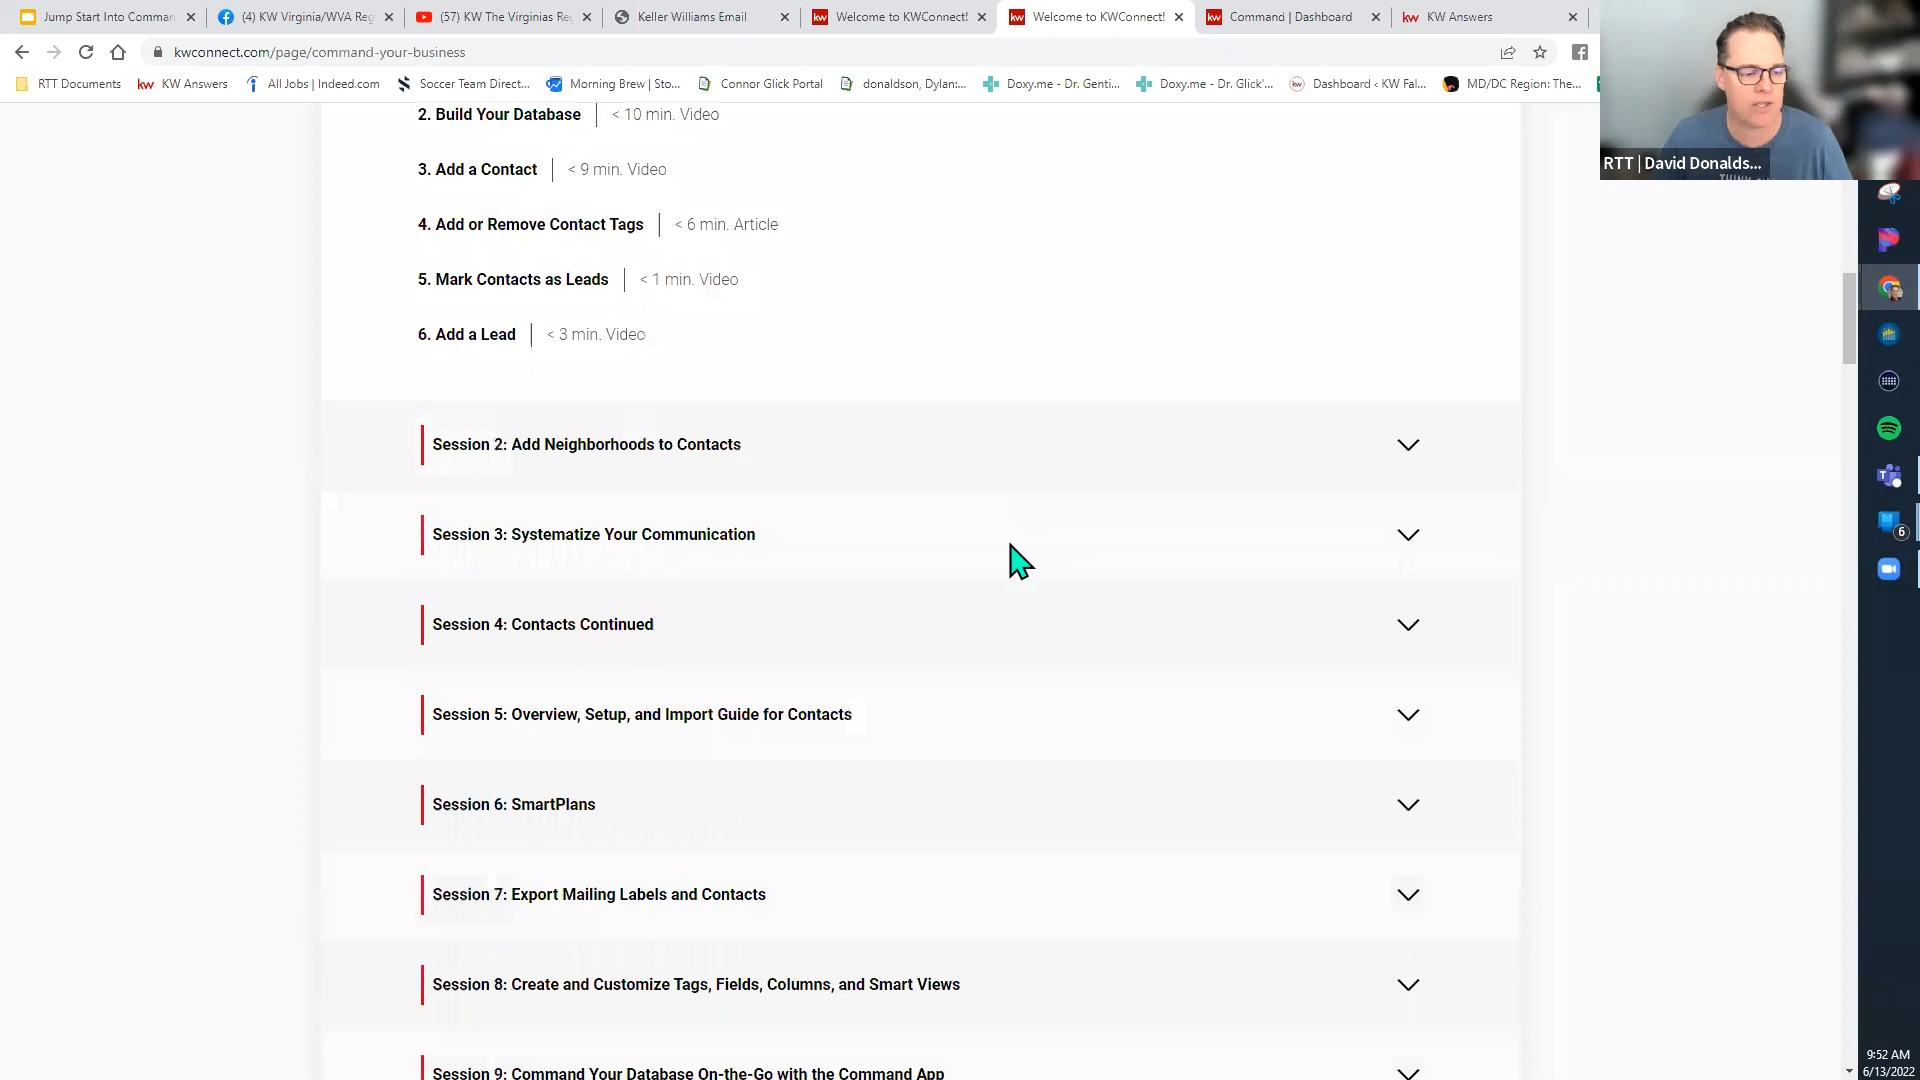 Jump Start Into Comman
(4) KW Virginia/WVA Reg
(57) KW The Virginias Re
Keller Williams Email
kw Welcome to KWConnect!
kw Welcome to KWConnect!
kw Command | Dashboard
kw KW Answers
kwconnect.com/page/command-your-business
RTT Documents
kw KW Answers
All Jobs | Indeed.com
Soccer Team Direct...
Morning Brew | Sto...
Connor Glick Portal
donaldson, Dylan:...
Doxy.me - Dr. Genti...
Doxy.me - Dr. Glick'...
Dashboard ‹ KW Fal...
MD/DC Region: The...
RTT | David Donalds...
2. Build Your Database | < 10 min. Video
3. Add a Contact | < 9 min. Video
4. Add or Remove Contact Tags | < 6 min. Article
5. Mark Contacts as Leads | < 1 min. Video
6. Add a Lead | < 3 min. Video
Session 2: Add Neighborhoods to Contacts
Session 3: Systematize Your Communication
Session 4: Contacts Continued
Session 5: Overview, Setup, and Import Guide for Contacts
Session 6: SmartPlans
Session 7: Export Mailing Labels and Contacts
Session 8: Create and Customize Tags, Fields, Columns, and Smart Views
Session 9: Command Your Database On-the-Go with the Command App
6
9:52 AM
6/13/2022